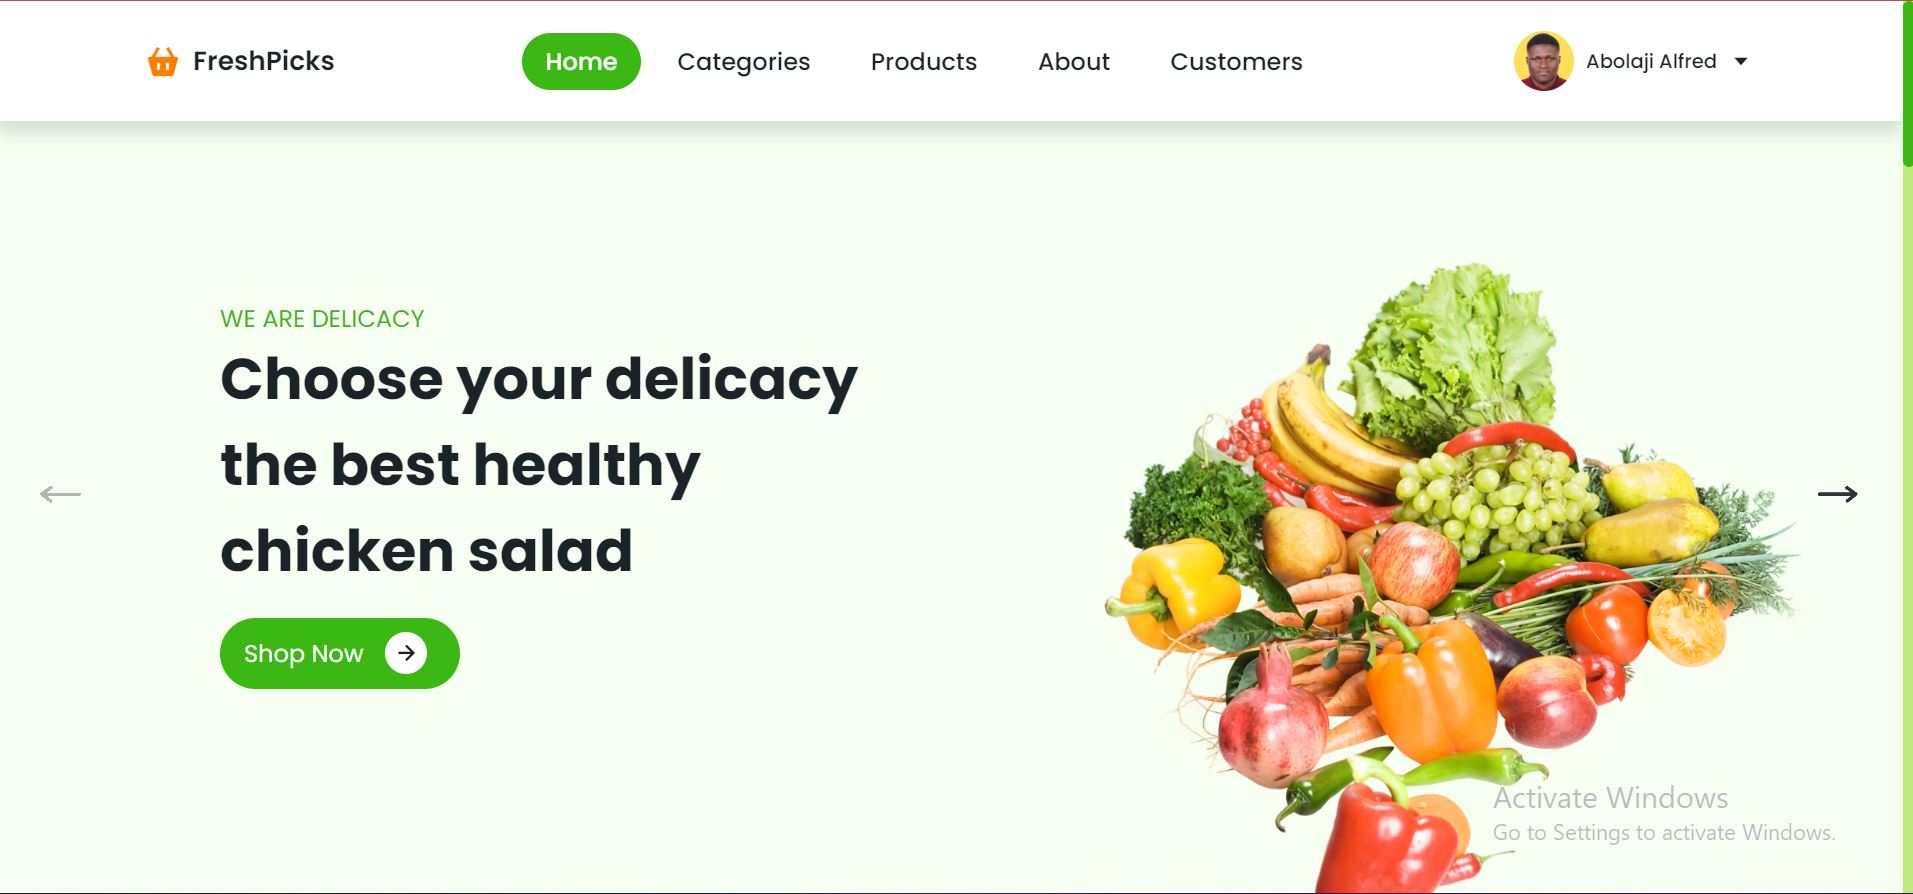 FreshPicks
Home
Categories
Products
About
Customers
Abolaji Alfred
WE ARE DELICACY
Choose your delicacy
the best healthy
chicken salad
Shop Now
Activate Windows
Go to Settings to activate Windows.